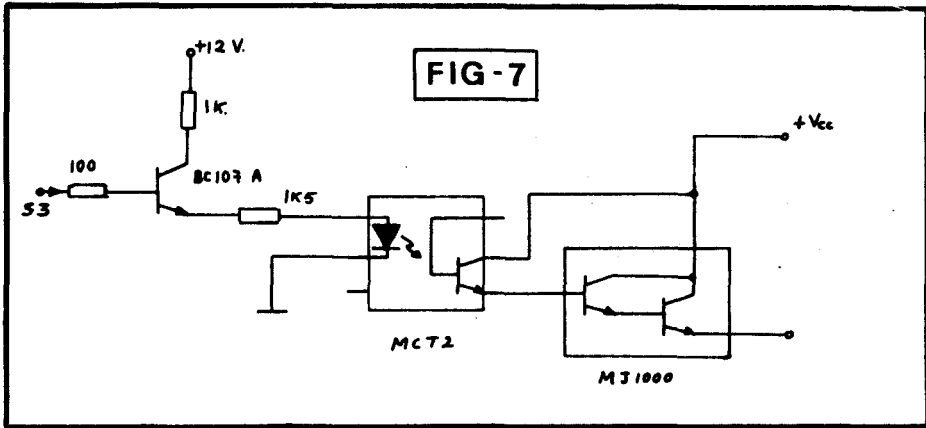 +12 V.
FIG-7
1K.
+Vcc
100
BC107 A
S3
1K5
MCT2
MJ1000